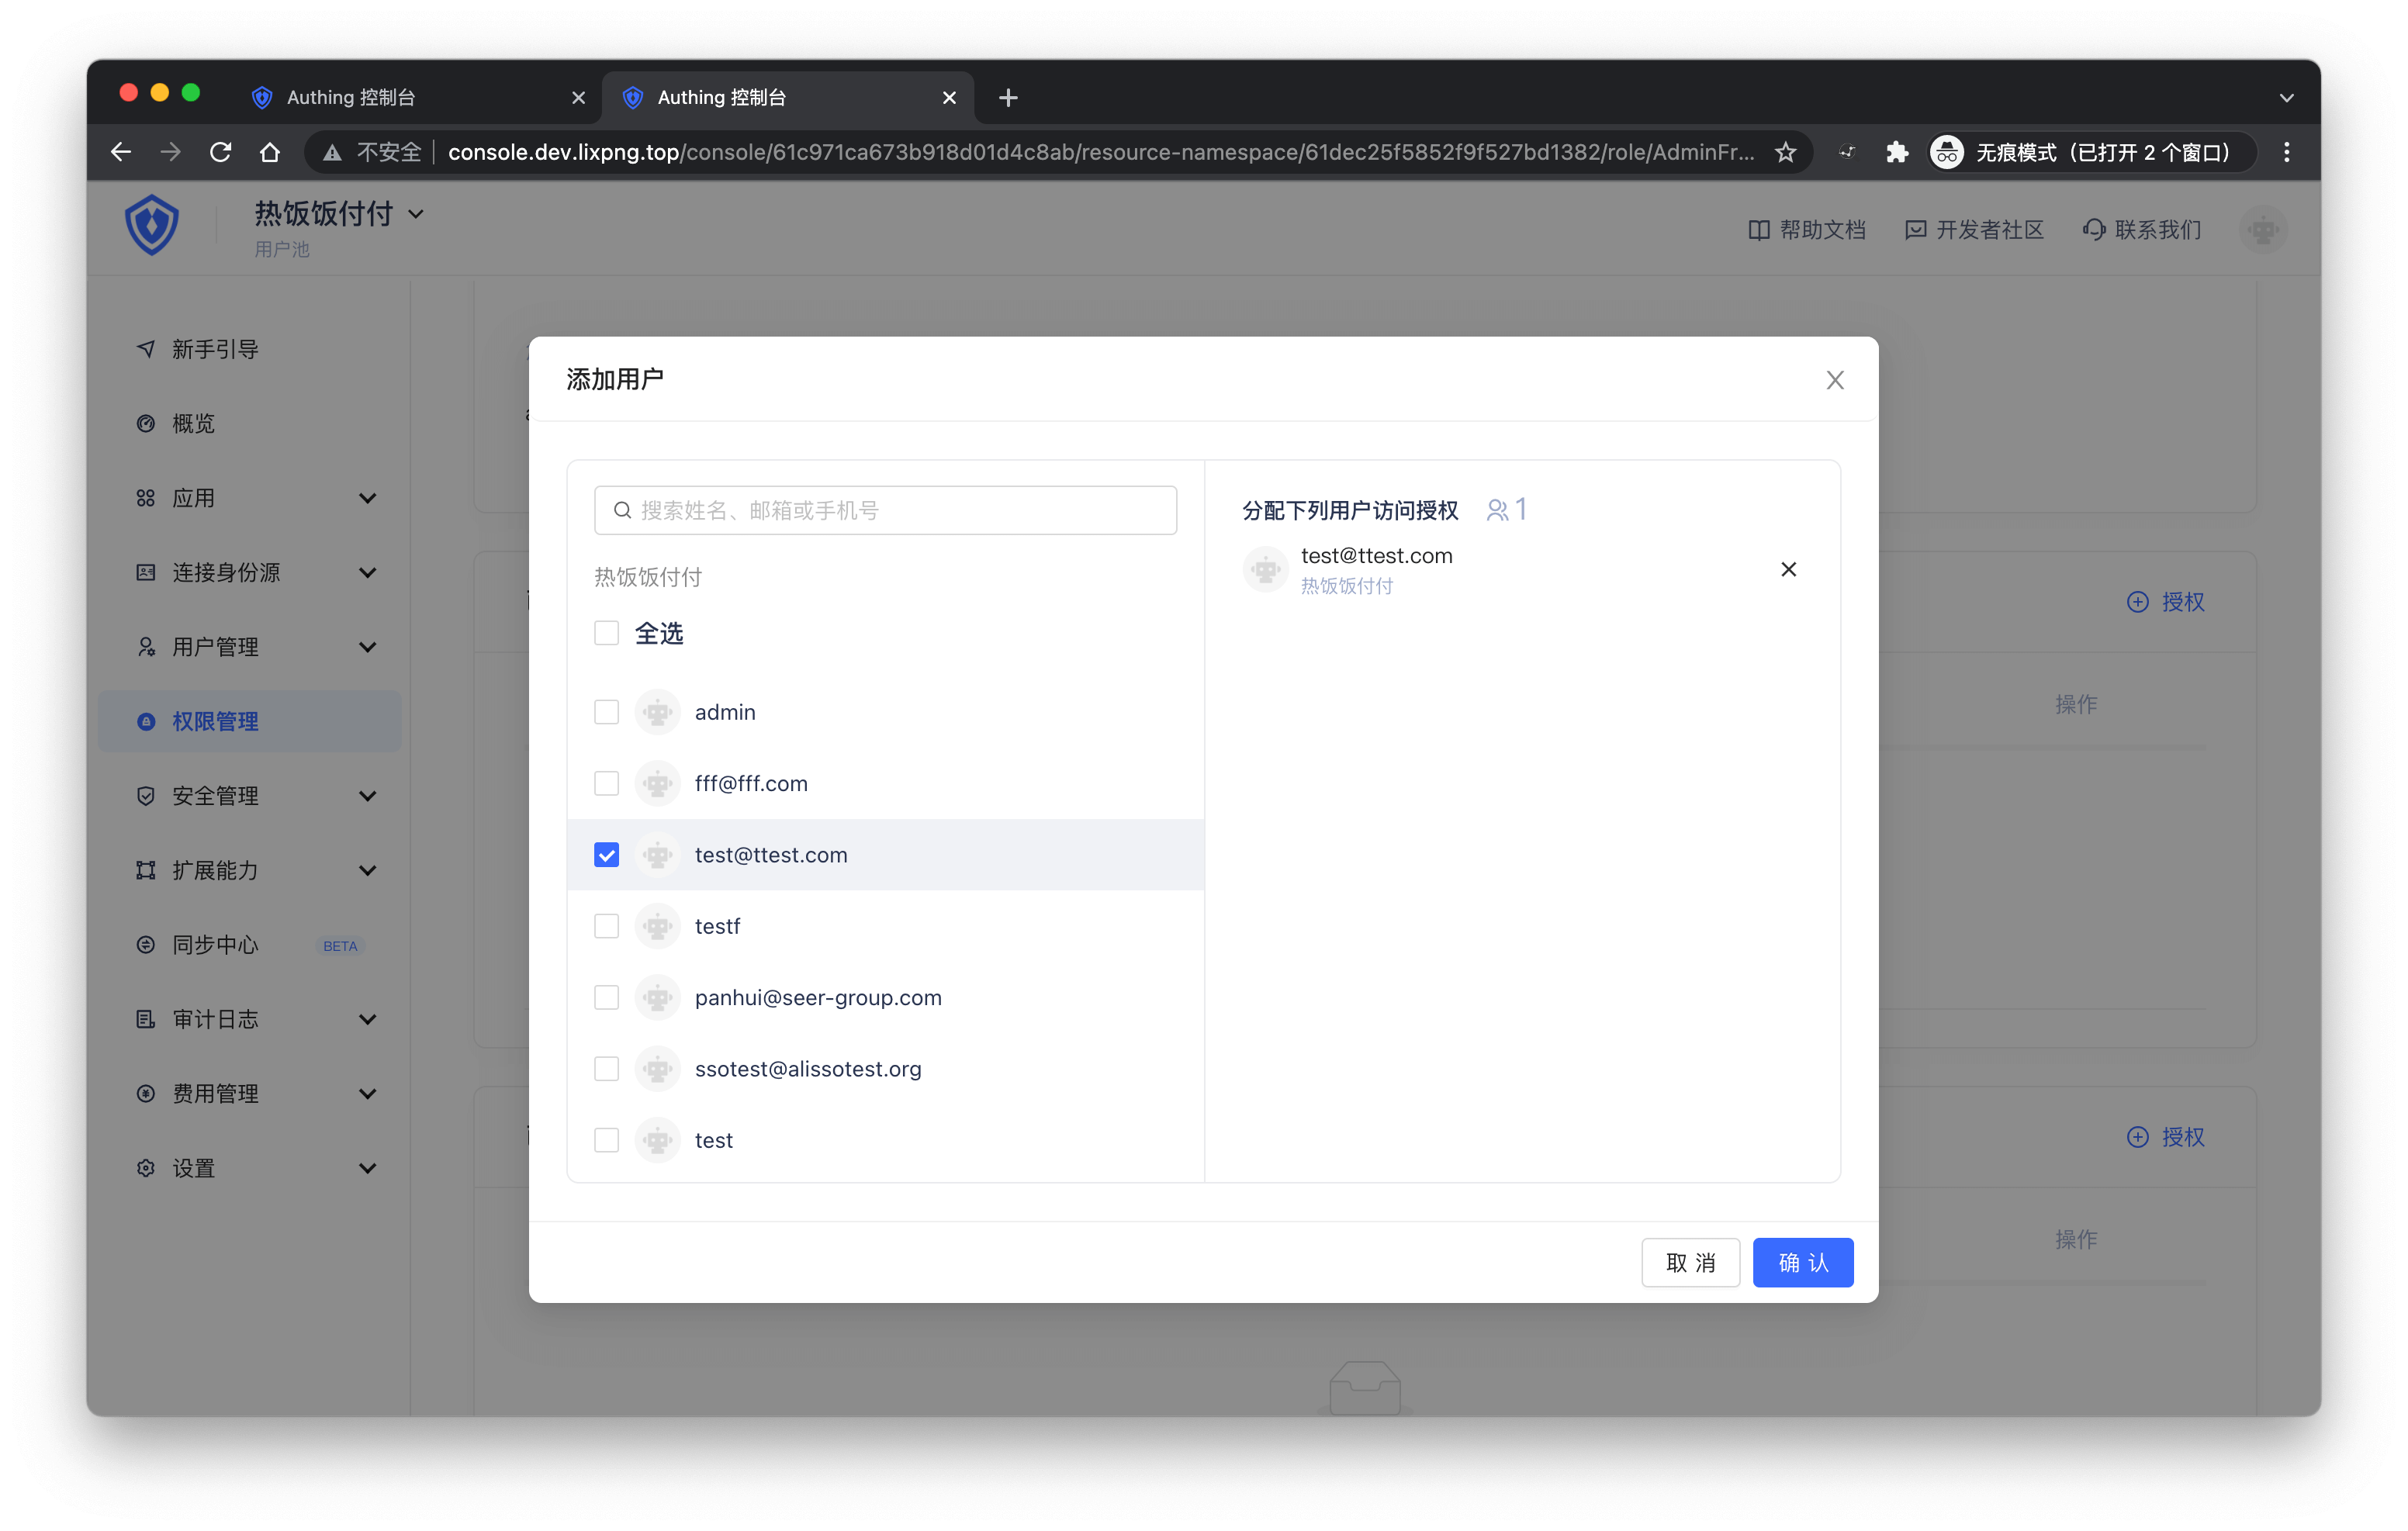 Authing 控制台
Authing 控制台
不安全
console.dev.lixpng.top/console/61c971ca673b918d01d4c8ab/resource-namespace/61dec25f5852f9f527bd1382/role/AdminFr...
无痕模式（已打开 2 个窗口）
热饭饭付付
用户池
帮助文档
开发者社区
联系我们
新手引导
概览
应用
连接身份源
用户管理
权限管理
安全管理
扩展能力
同步中心 BETA
审计日志
费用管理
设置
添加用户
搜索姓名、邮箱或手机号
热饭饭付付
全选
admin
fff@fff.com
test@ttest.com
testf
panhui@seer-group.com
ssotest@alissotest.org
test
分配下列用户访问授权 1
test@ttest.com
热饭饭付付
取 消
确 认
授权
操作
授权
操作